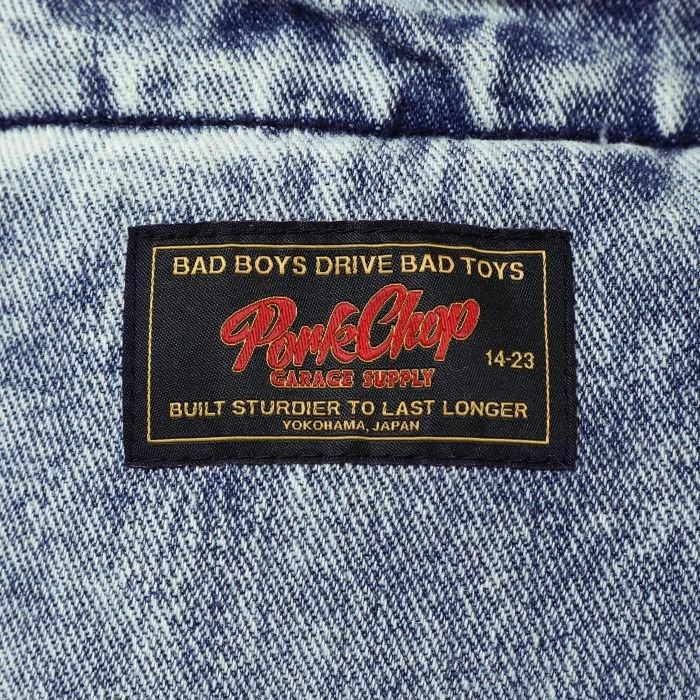 BAD BOYS DRIVE BAD TOYS
PorkChop
14-23
GARAGE SUPPLY
BUILT STURDIER TO LAST LONGER
YOKOHAMA, JAPAN